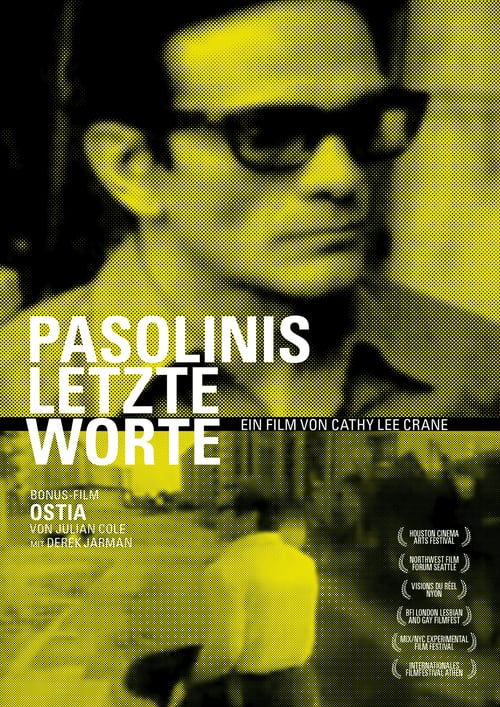 PASOLINIS
LETZTE
WORTE
EIN FILM VON CATHY LEE CRANE
BONUS-FILM
OSTIA
VON JULIAN COLE
MIT DEREK JARMAN
HOUSTON CINEMA
ARTS FESTIVAL
NORTHWEST FILM
FORUM SEATTLE
VISIONS DU RÉEL
NYON
BFI LONDON LESBIAN
AND GAY FILMFEST
MIX/NYC EXPERIMENTAL
FILM FESTIVAL
INTERNATIONALES
FILMFESTIVAL ATHEN